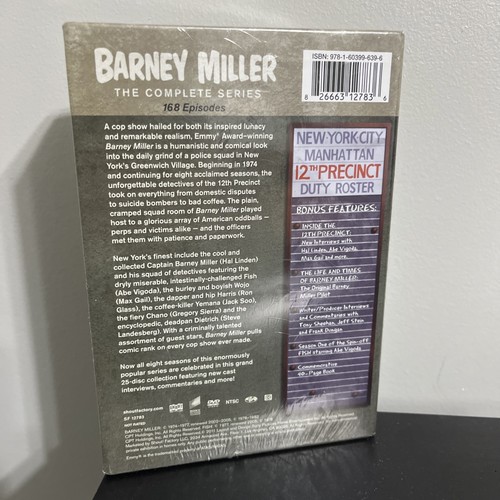 BARNEY MILLER
THE COMPLETE SERIES
168 Episodes
ISBN: 978-1-60399-639-6
8 26663 12783 6
A cop show hailed for both its inspired lunacy
and remarkable realism, Emmy® Award–winning
Barney Miller is a humanistic and comical look
into the daily grind of a police squad in New
York's Greenwich Village. Beginning in 1974
and continuing for eight acclaimed seasons, the
unforgettable detectives of the 12th Precinct
took on everything from domestic disputes
to suicide bombers to bad coffee. The plain,
cramped squad room of Barney Miller played
host to a glorious array of American oddballs –
perps and victims alike – and the officers
met them with patience and paperwork.
New York's finest include the cool and
collected Captain Barney Miller (Hal Linden)
and his squad of detectives featuring the
dryly miserable, intestinally-challenged Fish
(Abe Vigoda), the burley and boyish Wojo
(Max Gail), the dapper and hip Harris (Ron
Glass), the coffee-killer Yemana (Jack Soo),
the fiery Chano (Gregory Sierra) and the
encyclopedic, deadpan Dietrich (Steve
Landesberg). With a criminally talented
assortment of guest stars, Barney Miller pulls
comic rank on every cop show ever made.
Now all eight seasons of this enormously
popular series are celebrated in this grand
25-disc collection featuring new cast
interviews, commentaries and more!
NEW YORK CITY
MANHATTAN
12TH PRECINCT
DUTY ROSTER
BONUS FEATURES:
INSIDE THE
12TH PRECINCT:
New Interviews with
Hal Linden, Abe Vigoda,
Max Gail and more.
THE LIFE AND TIMES
OF BARNEY MILLER:
The Original Barney
Miller Pilot
Writer/Producer Interviews
and Commentaries with
Tony Sheehan, Jeff Stein
and Frank Dungan
Season One of the Spin-off
FISH starring Abe Vigoda
Commemorative
40-Page Book
shoutfactory.com
SF 12783
NOT RATED
DVD
NTSC